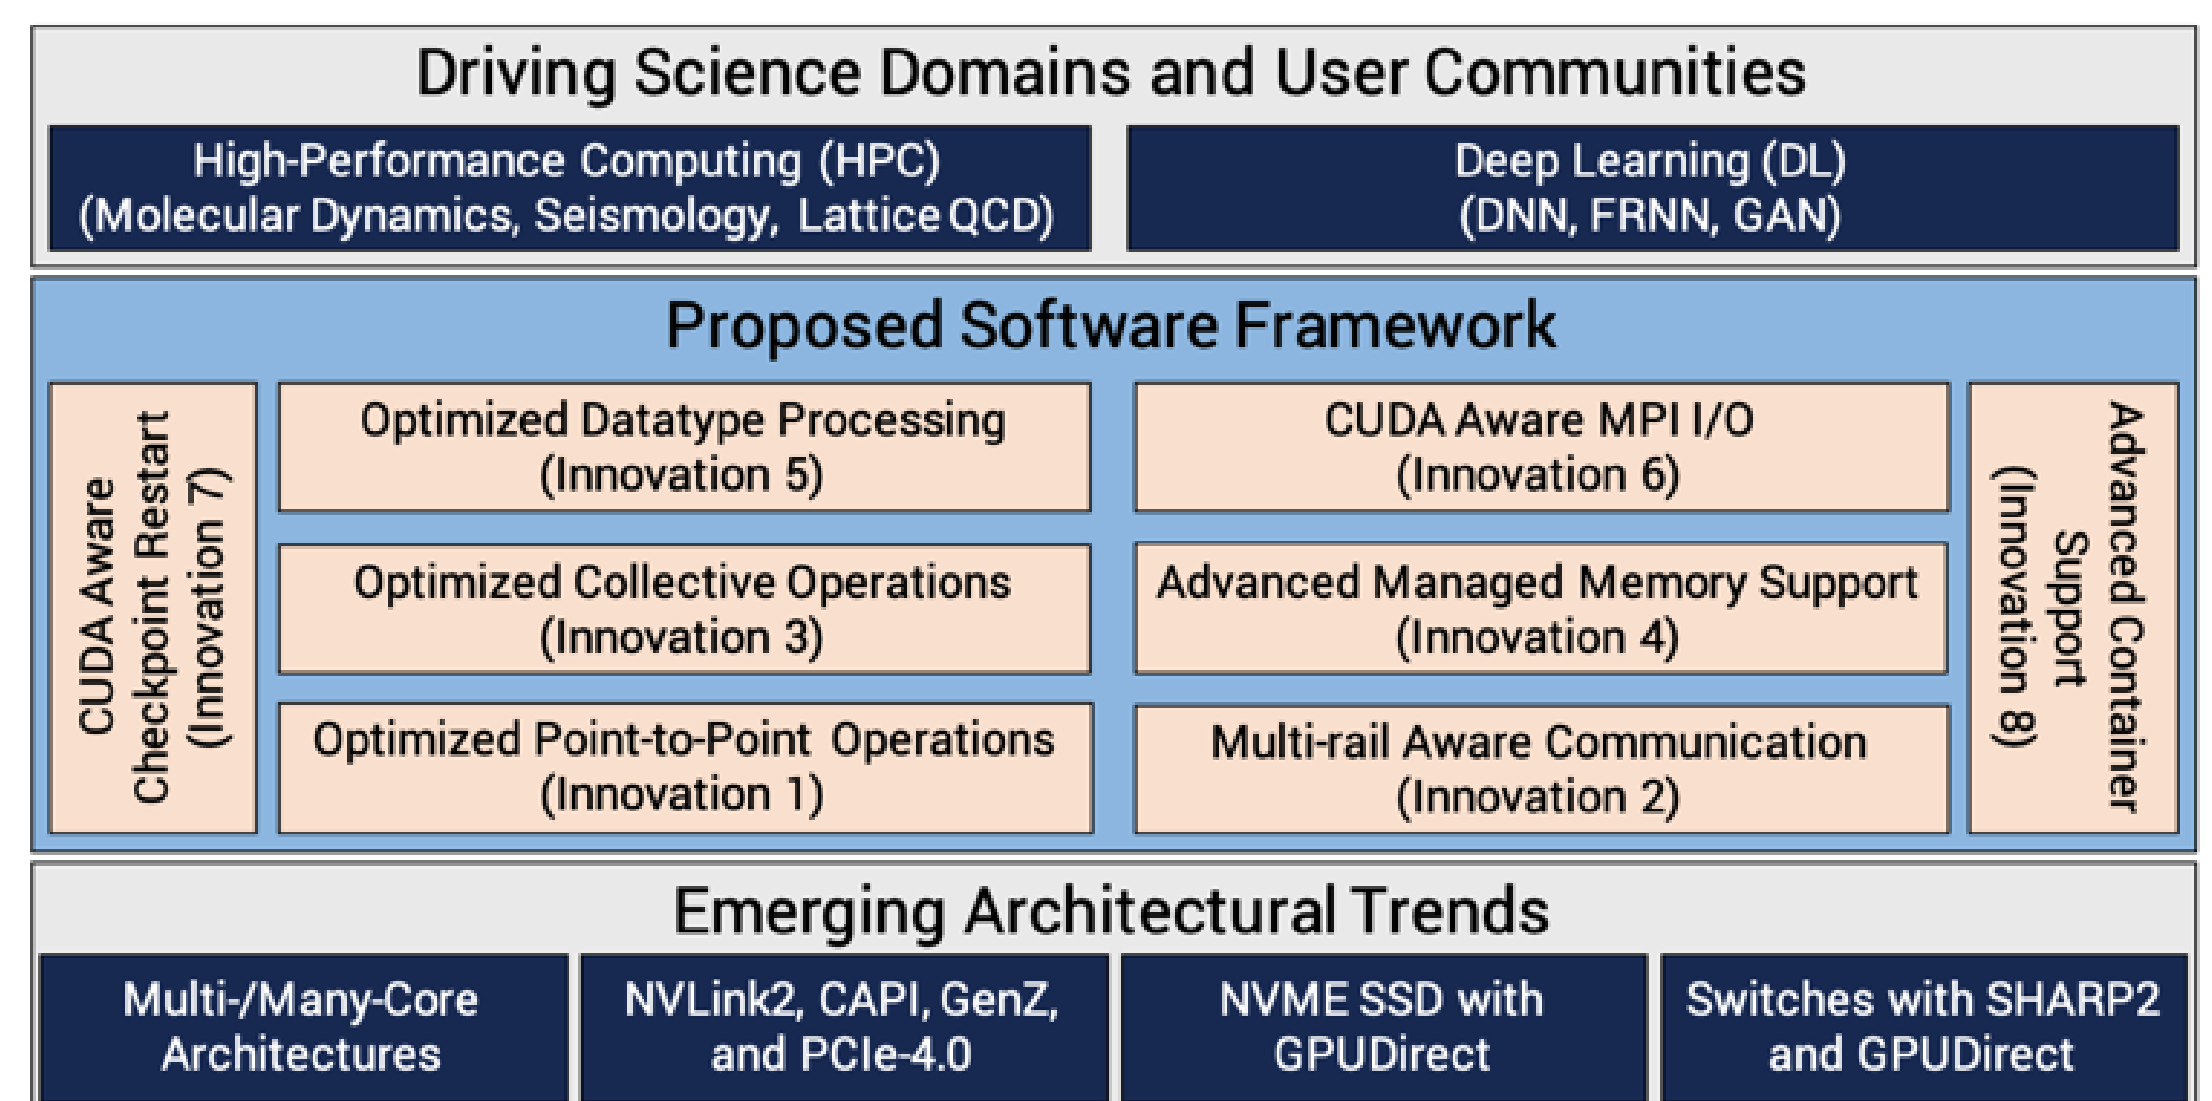 Driving Science Domains and User Communities
High-Performance Computing (HPC)
(Molecular Dynamics, Seismology, Lattice QCD)
Deep Learning (DL)
(DNN, FRNN, GAN)
Proposed Software Framework
CUDA Aware
Checkpoint Restart
(Innovation 7)
Optimized Datatype Processing
(Innovation 5)
CUDA Aware MPI I/O
(Innovation 6)
Optimized Collective Operations
(Innovation 3)
Advanced Managed Memory Support
(Innovation 4)
Optimized Point-to-Point Operations
(Innovation 1)
Multi-rail Aware Communication
(Innovation 2)
Advanced Container
Support
(Innovation 8)
Emerging Architectural Trends
Multi-/Many-Core
Architectures
NVLink2, CAPI, GenZ,
and PCIe-4.0
NVME SSD with
GPUDirect
Switches with SHARP2
and GPUDirect